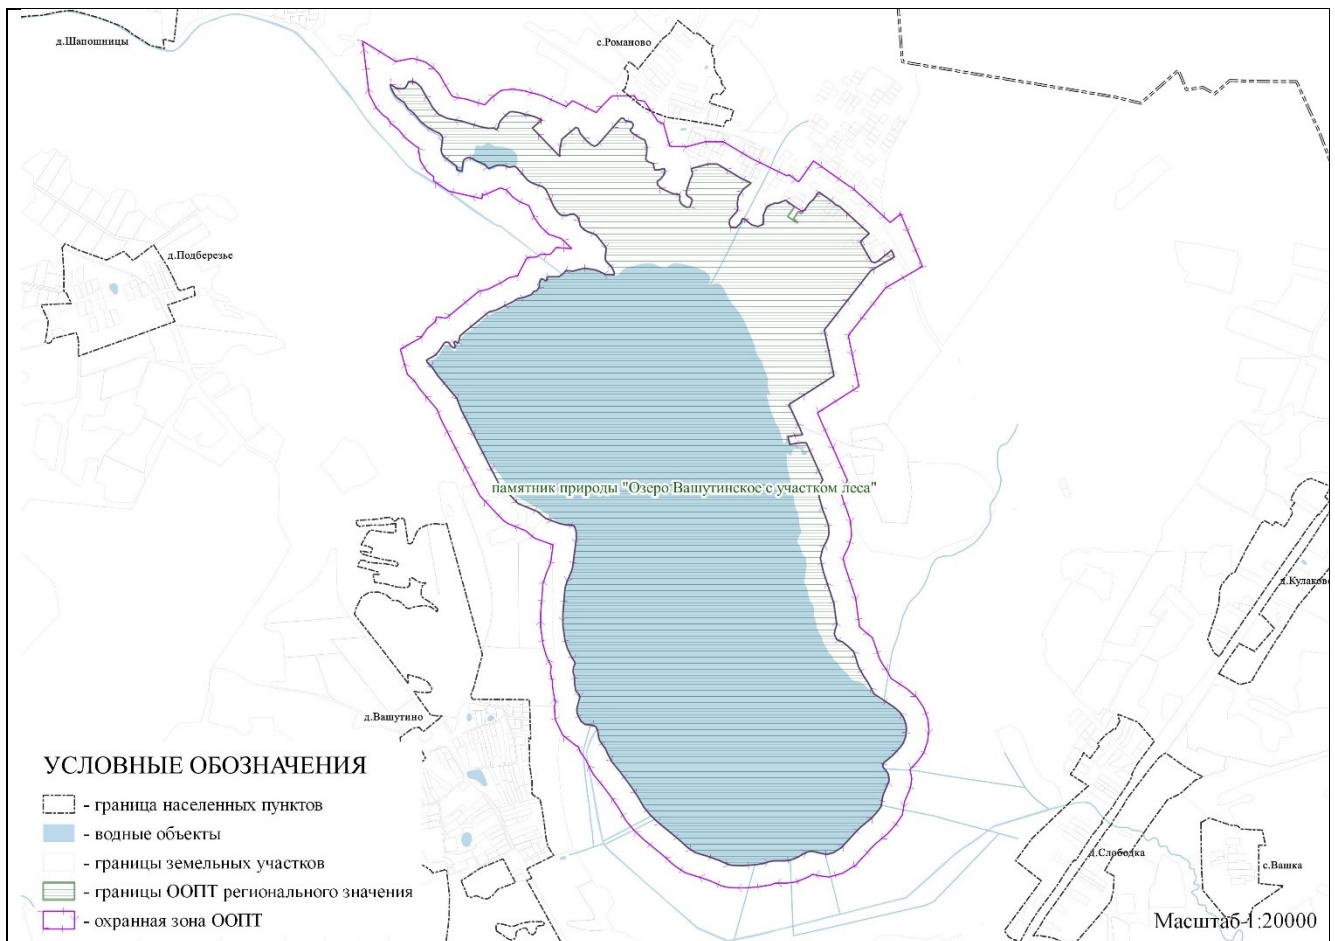 д.Шапошницы
с.Романово
д.Подберезье
памятник природы "Озеро Вашутинское с участком леса"
д.Кулаково
д.Вашутино
УСЛОВНЫЕ ОБОЗНАЧЕНИЯ
- граница населенных пунктов
- водные объекты
- границы земельных участков
- границы ООПТ регионального значения
- охранная зона ООПТ
д.Слободка
с.Вашка
Масштаб 1:20000